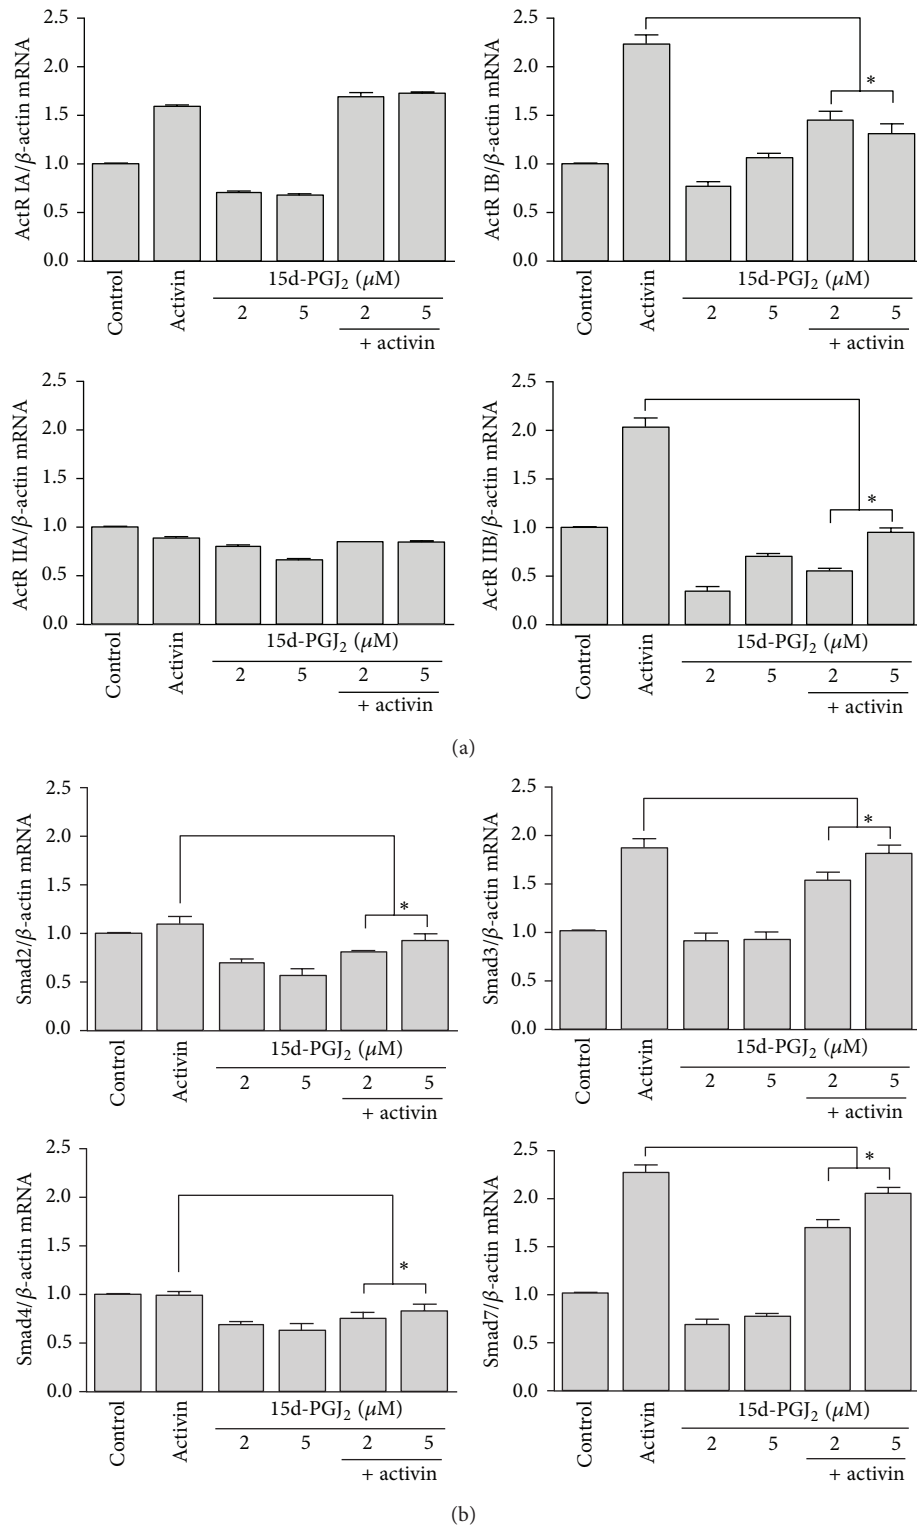 ActR IA/β-actin mRNA
2.5
2.0
1.5
1.0
0.5
0.0
Control
Activin
15d-PGJ₂ (μM)
2 5 2 5
+ activin
ActR IB/β-actin mRNA
2.5
2.0
1.5
1.0
0.5
0.0
*
Control
Activin
15d-PGJ₂ (μM)
2 5 2 5
+ activin
ActR IIA/β-actin mRNA
2.5
2.0
1.5
1.0
0.5
0.0
Control
Activin
15d-PGJ₂ (μM)
2 5 2 5
+ activin
ActR IIB/β-actin mRNA
2.5
2.0
1.5
1.0
0.5
0.0
*
Control
Activin
15d-PGJ₂ (μM)
2 5 2 5
+ activin
(a)
Smad2/β-actin mRNA
2.5
2.0
1.5
1.0
0.5
0.0
*
Control
Activin
15d-PGJ₂ (μM)
2 5 2 5
+ activin
Smad3/β-actin mRNA
2.5
2.0
1.5
1.0
0.5
0.0
*
Control
Activin
15d-PGJ₂ (μM)
2 5 2 5
+ activin
Smad4/β-actin mRNA
2.5
2.0
1.5
1.0
0.5
0.0
*
Control
Activin
15d-PGJ₂ (μM)
2 5 2 5
+ activin
Smad7/β-actin mRNA
2.5
2.0
1.5
1.0
0.5
0.0
*
Control
Activin
15d-PGJ₂ (μM)
2 5 2 5
+ activin
(b)